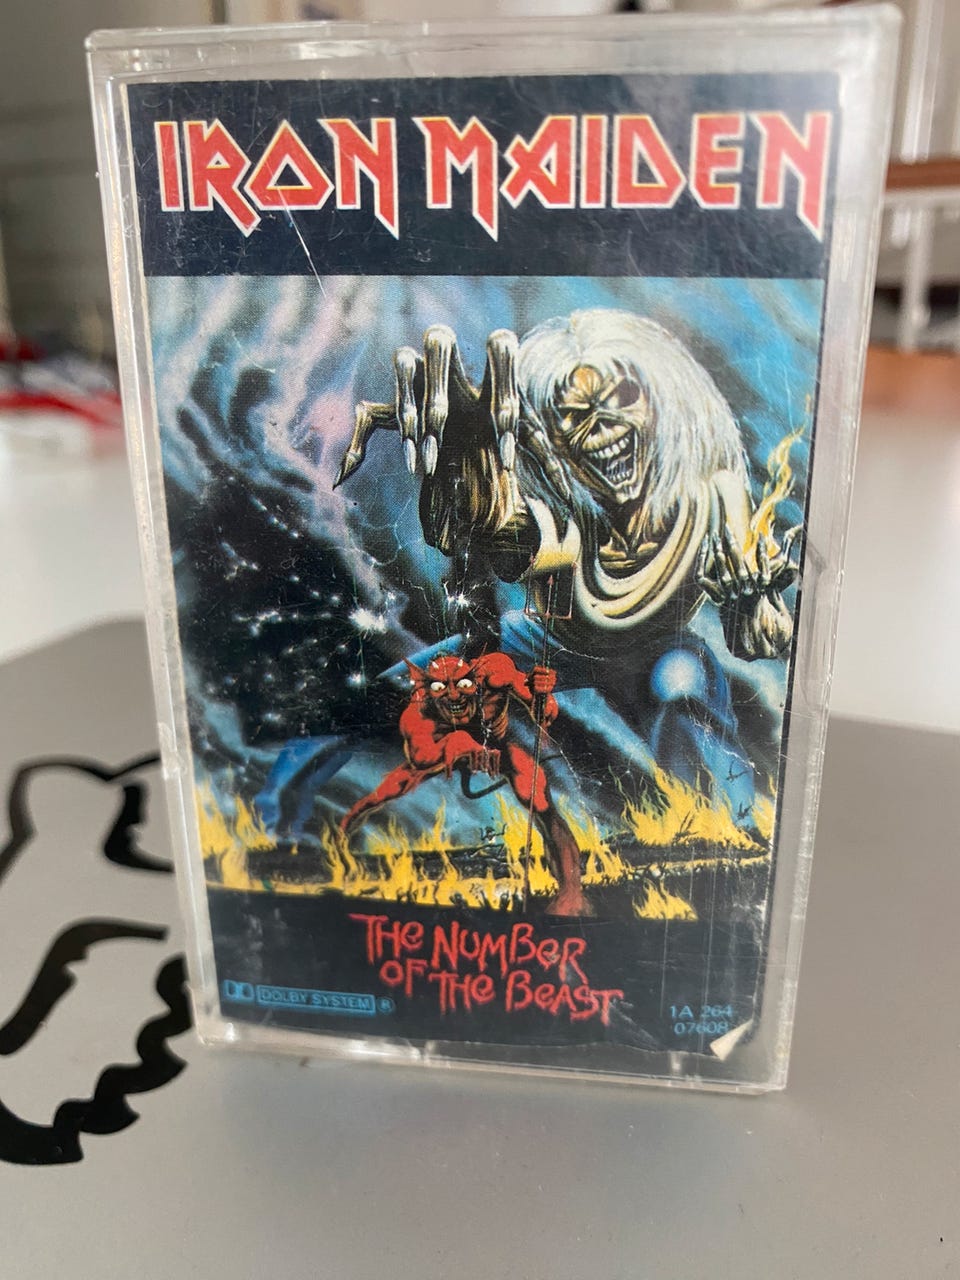 IRON MAIDEN
THE NUMBER
OF THE BEAST
DOLBY SYSTEM ®
1A 264
07608